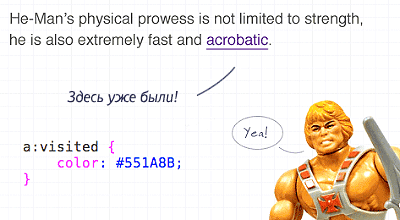 He-Man’s physical prowess is not limited to strength,
he is also extremely fast and acrobatic.
Здесь уже были!
Yea!
a:visited {
    color: #551A8B;
}